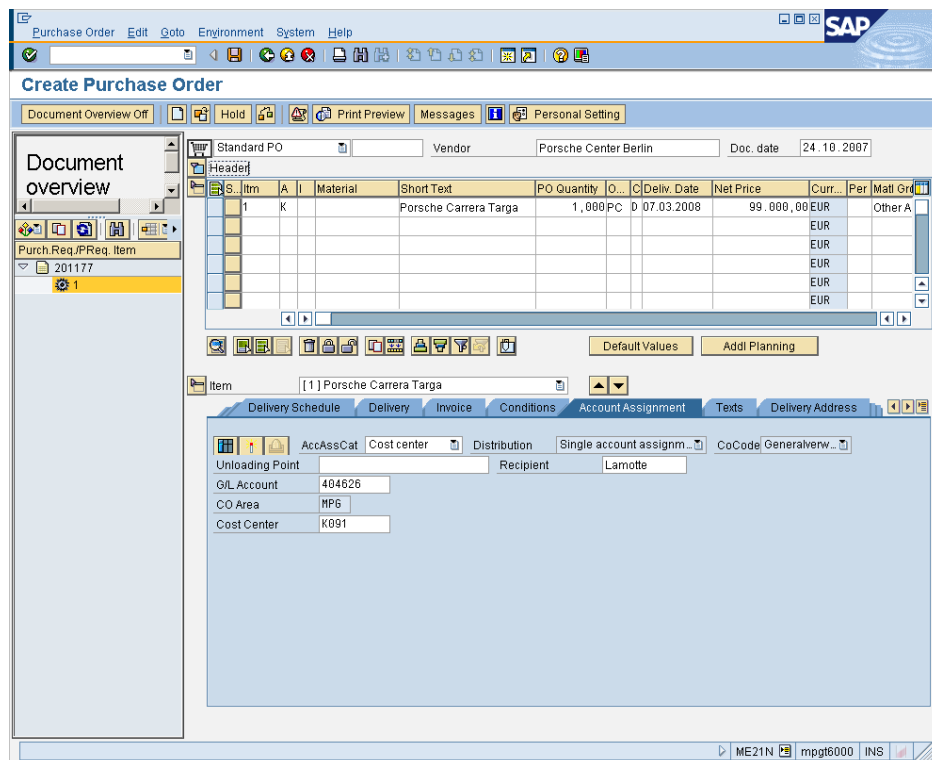 Purchase Order Edit Goto Environment System Help
SAP
Create Purchase Order
Document Overview Off Hold Print Preview Messages Personal Setting
Document overview
Purch.Req./PReq. Item
201177
1
Standard PO Vendor Porsche Center Berlin Doc. date 24.10.2007
Header
S.. Itm A I Material Short Text PO Quantity O... C Deliv. Date Net Price Curr... Per Matl Grp
1 K Porsche Carrera Targa 1,000 PC D 07.03.2008 99.000,00 EUR Other A
EUR
EUR
EUR
EUR
EUR
Default Values Addl Planning
Item [ 1 ] Porsche Carrera Targa
Delivery Schedule Delivery Invoice Conditions Account Assignment Texts Delivery Address
AccAssCat Cost center Distribution Single account assignm... CoCode Generalverw...
Unloading Point Recipient Lamotte
G/L Account 404626
CO Area MPG
Cost Center K091
ME21N mpgt6000 INS